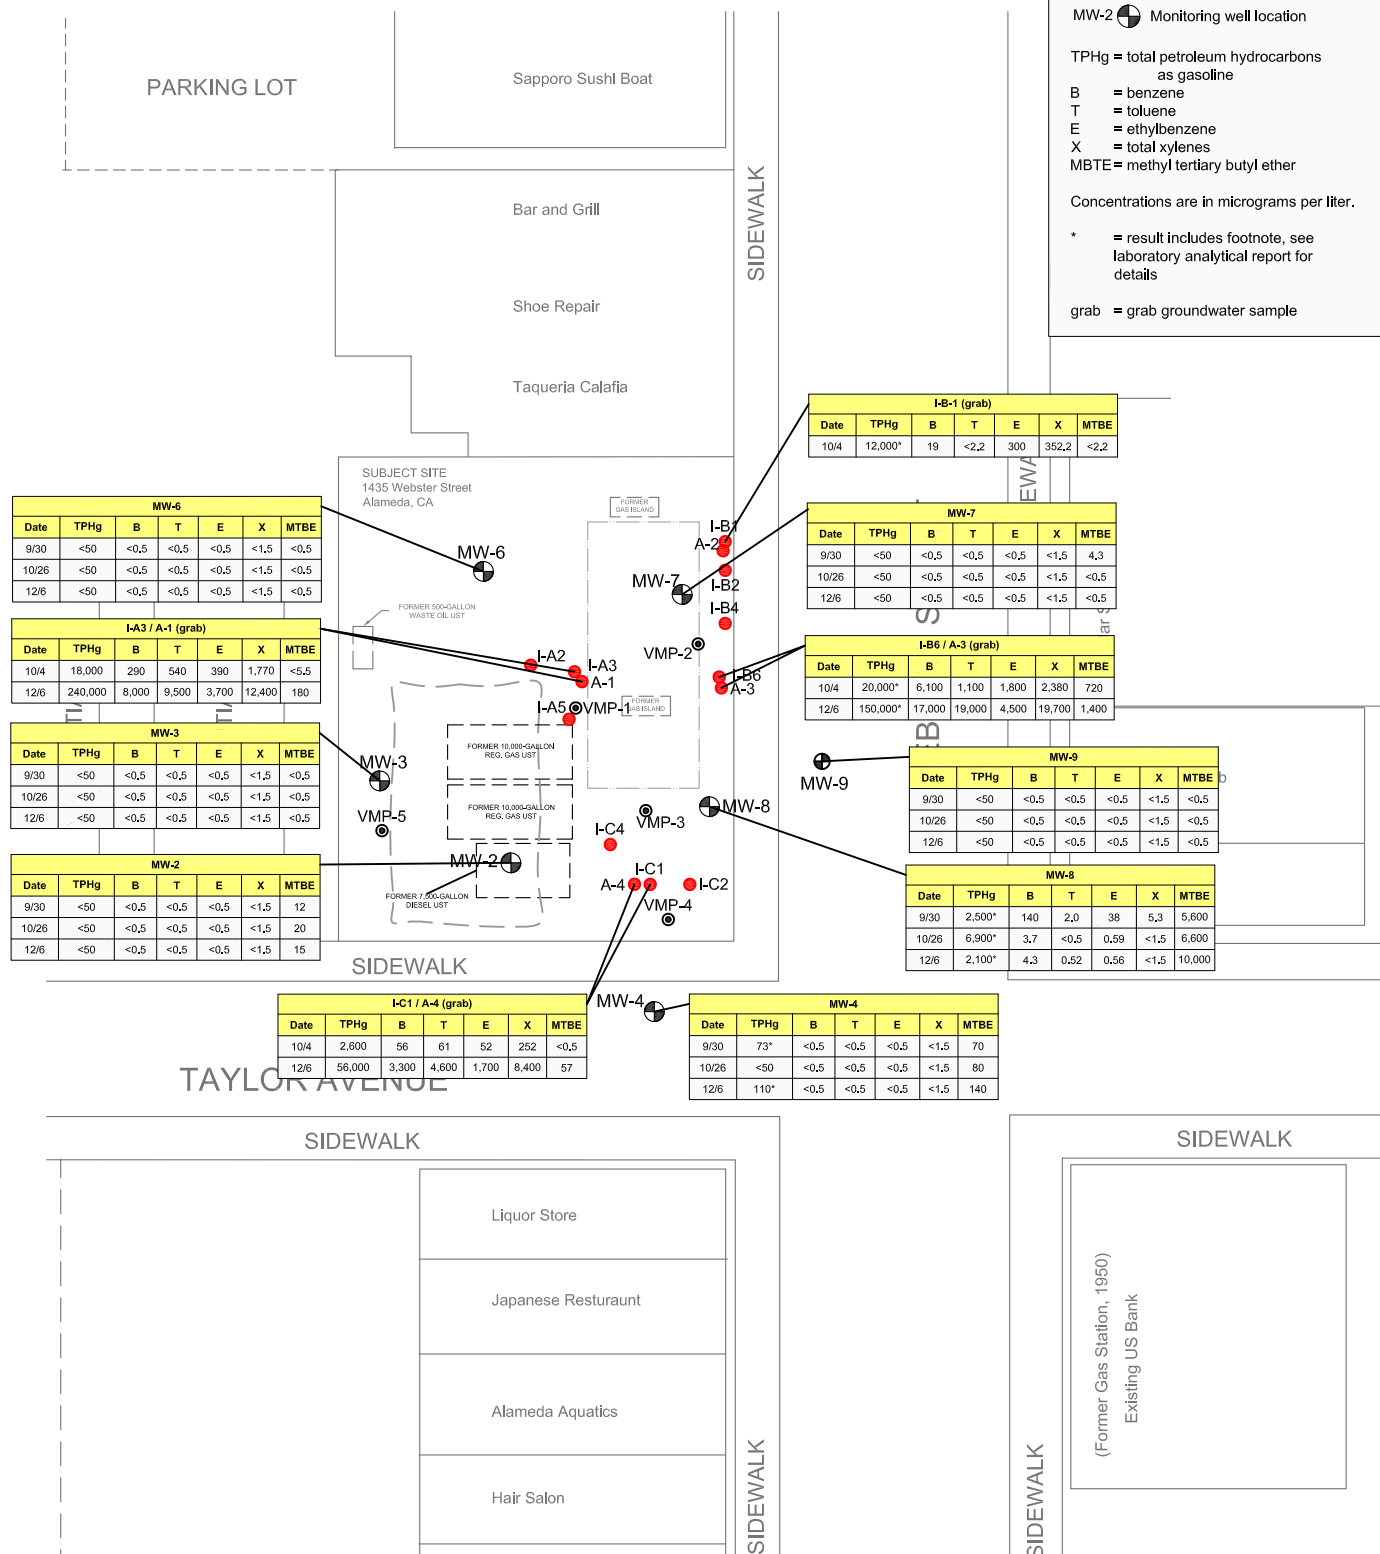 MW-2 Monitoring well location
TPHg = total petroleum hydrocarbons
as gasoline
B = benzene
T = toluene
E = ethylbenzene
X = total xylenes
MBTE = methyl tertiary butyl ether
Concentrations are in micrograms per liter.
* = result includes footnote, see
laboratory analytical report for
details
grab = grab groundwater sample
PARKING LOT
Sapporo Sushi Boat
SIDEWALK
Bar and Grill
Shoe Repair
Taqueria Calafia
SUBJECT SITE
1435 Webster Street
Alameda, CA
FORMER
GAS ISLAND
I-B-1 (grab)
Date TPHg B T E X MTBE
10/4 12,000* 19 <2.2 300 352.2 <2.2
MW-6
Date TPHg B T E X MTBE
9/30 <50 <0.5 <0.5 <0.5 <1.5 <0.5
10/26 <50 <0.5 <0.5 <0.5 <1.5 <0.5
12/6 <50 <0.5 <0.5 <0.5 <1.5 <0.5
MW-7
Date TPHg B T E X MTBE
9/30 <50 <0.5 <0.5 <0.5 <1.5 4.3
10/26 <50 <0.5 <0.5 <0.5 <1.5 <0.5
12/6 <50 <0.5 <0.5 <0.5 <1.5 <0.5
I-B1
A-2
I-B2
I-B4
MW-6
MW-7
VMP-2
FORMER 500-GALLON
WASTE OIL UST
I-A3 / A-1 (grab)
Date TPHg B T E X MTBE
10/4 18,000 290 540 390 1,770 <5.5
12/6 240,000 8,000 9,500 3,700 12,400 180
I-B6 / A-3 (grab)
Date TPHg B T E X MTBE
10/4 20,000* 6,100 1,100 1,800 2,380 720
12/6 150,000* 17,000 19,000 4,500 19,700 1,400
I-A2
I-A3
A-1
I-A5
VMP-1
I-B6
A-3
FORMER
GAS ISLAND
MW-3
Date TPHg B T E X MTBE
9/30 <50 <0.5 <0.5 <0.5 <1.5 <0.5
10/26 <50 <0.5 <0.5 <0.5 <1.5 <0.5
12/6 <50 <0.5 <0.5 <0.5 <1.5 <0.5
MW-3
VMP-5
FORMER 10,000-GALLON
REG. GAS UST
FORMER 10,000-GALLON
REG. GAS UST
FORMER 7,500-GALLON
DIESEL UST
MW-2
VMP-3
MW-8
MW-9
MW-9
Date TPHg B T E X MTBE
9/30 <50 <0.5 <0.5 <0.5 <1.5 <0.5
10/26 <50 <0.5 <0.5 <0.5 <1.5 <0.5
12/6 <50 <0.5 <0.5 <0.5 <1.5 <0.5
MW-2
Date TPHg B T E X MTBE
9/30 <50 <0.5 <0.5 <0.5 <1.5 12
10/26 <50 <0.5 <0.5 <0.5 <1.5 20
12/6 <50 <0.5 <0.5 <0.5 <1.5 15
MW-8
Date TPHg B T E X MTBE
9/30 2,500* 140 2.0 38 5.3 5,600
10/26 6,900* 3.7 <0.5 0.59 <1.5 6,600
12/6 2,100* 4.3 0.52 0.56 <1.5 10,000
I-C4
I-C1
A-4
I-C2
VMP-4
SIDEWALK
MW-4
I-C1 / A-4 (grab)
Date TPHg B T E X MTBE
10/4 2,600 56 61 52 252 <0.5
12/6 56,000 3,300 4,600 1,700 8,400 57
MW-4
Date TPHg B T E X MTBE
9/30 73* <0.5 <0.5 <0.5 <1.5 70
10/26 <50 <0.5 <0.5 <0.5 <1.5 80
12/6 110* <0.5 <0.5 <0.5 <1.5 140
TAYLOR AVENUE
SIDEWALK
SIDEWALK
Liquor Store
Japanese Resturaunt
Alameda Aquatics
Hair Salon
SIDEWALK
SIDEWALK
(Former Gas Station, 1950)
Existing US Bank